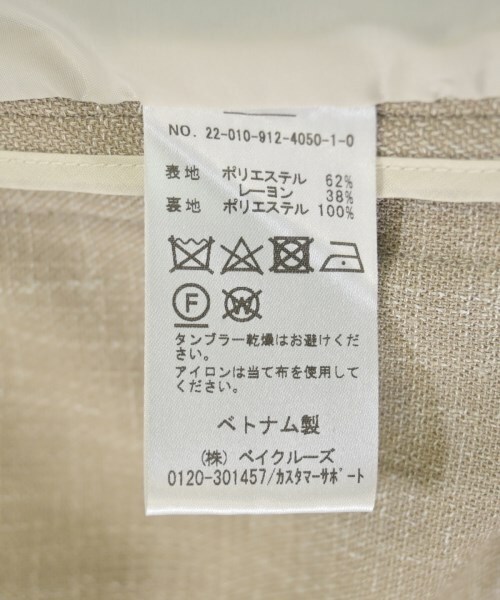 NO. 22-010-912-4050-1-0
表地 ポリエステル 62%
レーヨン 38%
裏地 ポリエステル 100%
F W
タンブラー乾燥はお避けくだ
さい。
アイロンは当て布を使用して
ください。
ベトナム製
(株) ベイクルーズ
0120-301457/カスタマーサポート